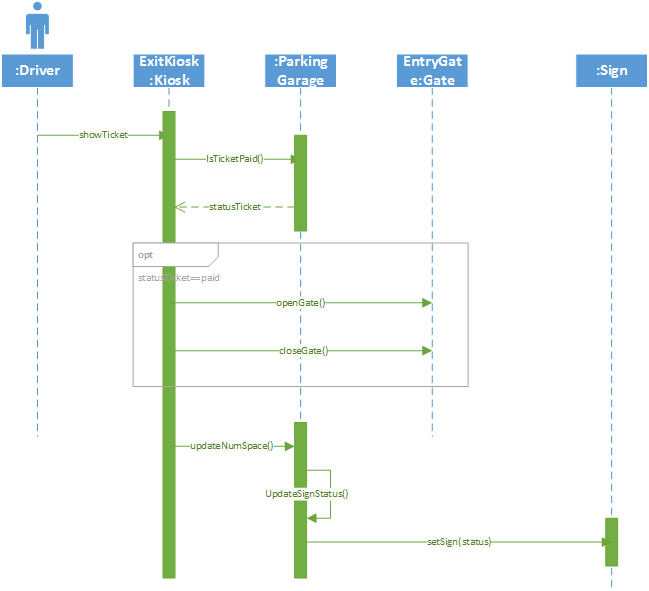 :Driver
ExitKiosk
:Kiosk
:Parking
Garage
EntryGat
e:Gate
:Sign
showTicket
IsTicketPaid()
statusTicket
opt
statusTicket==paid
openGate()
closeGate()
updateNumSpace()
UpdateSignStatus()
setSign(status)